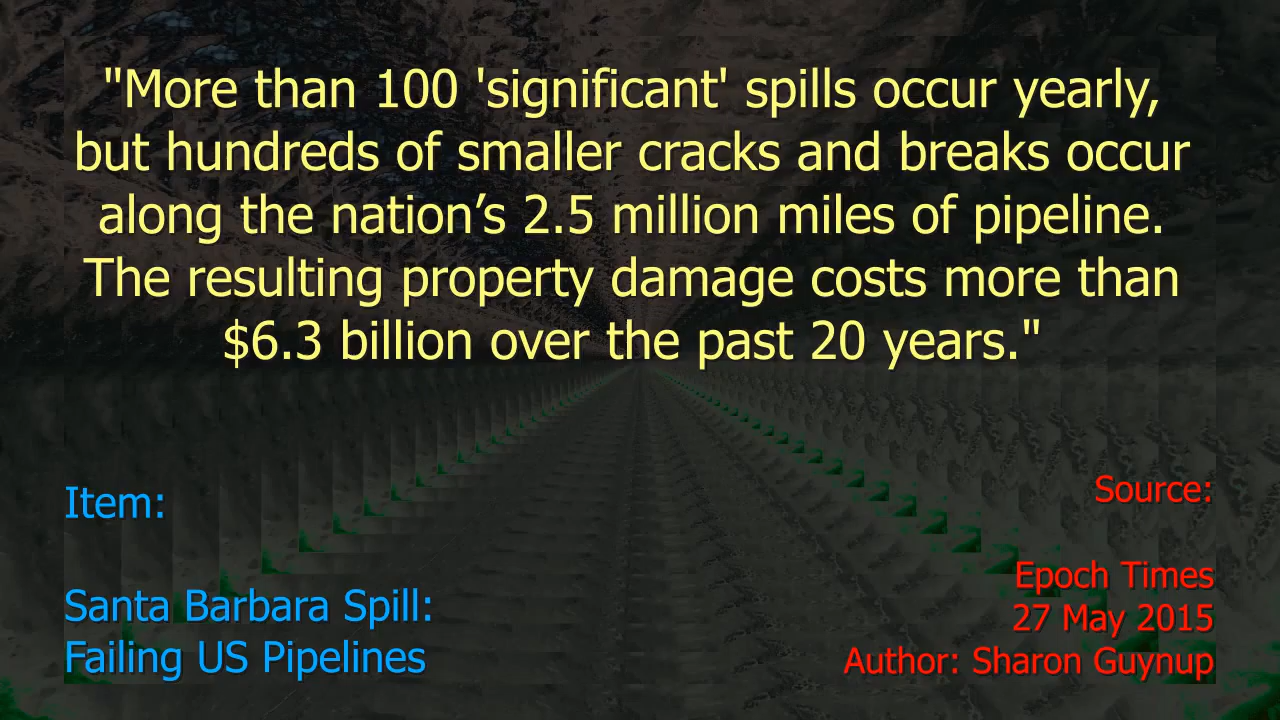 "More than 100 'significant' spills occur yearly,
but hundreds of smaller cracks and breaks occur
along the nation’s 2.5 million miles of pipeline.
The resulting property damage costs more than
$6.3 billion over the past 20 years."
Item:
Santa Barbara Spill:
Failing US Pipelines
Source:
Epoch Times
27 May 2015
Author: Sharon Guynup